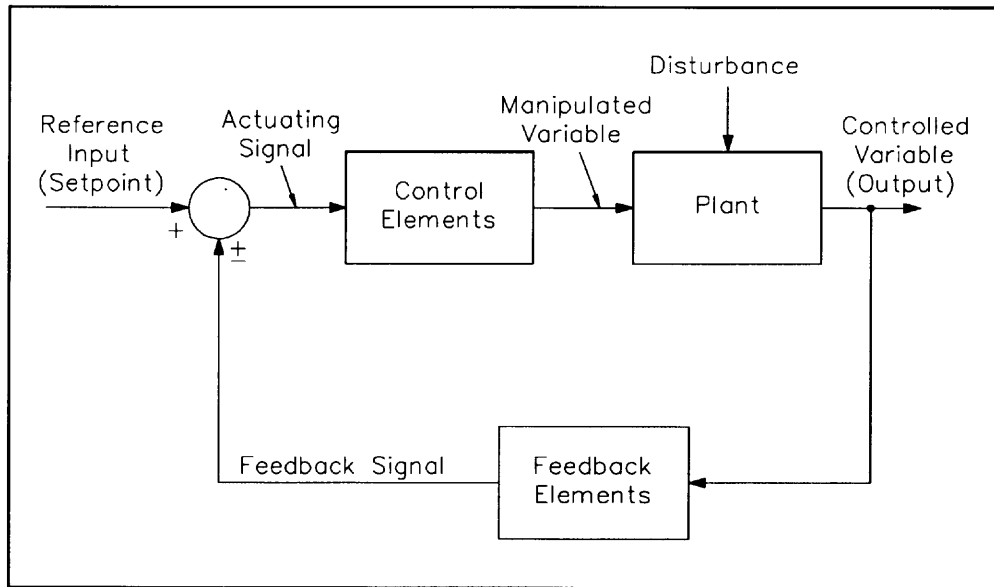 Disturbance
Reference
Input
(Setpoint)
Actuating
Signal
Manipulated
Variable
Controlled
Variable
(Output)
Control
Elements
Plant
+
±
Feedback Signal
Feedback
Elements